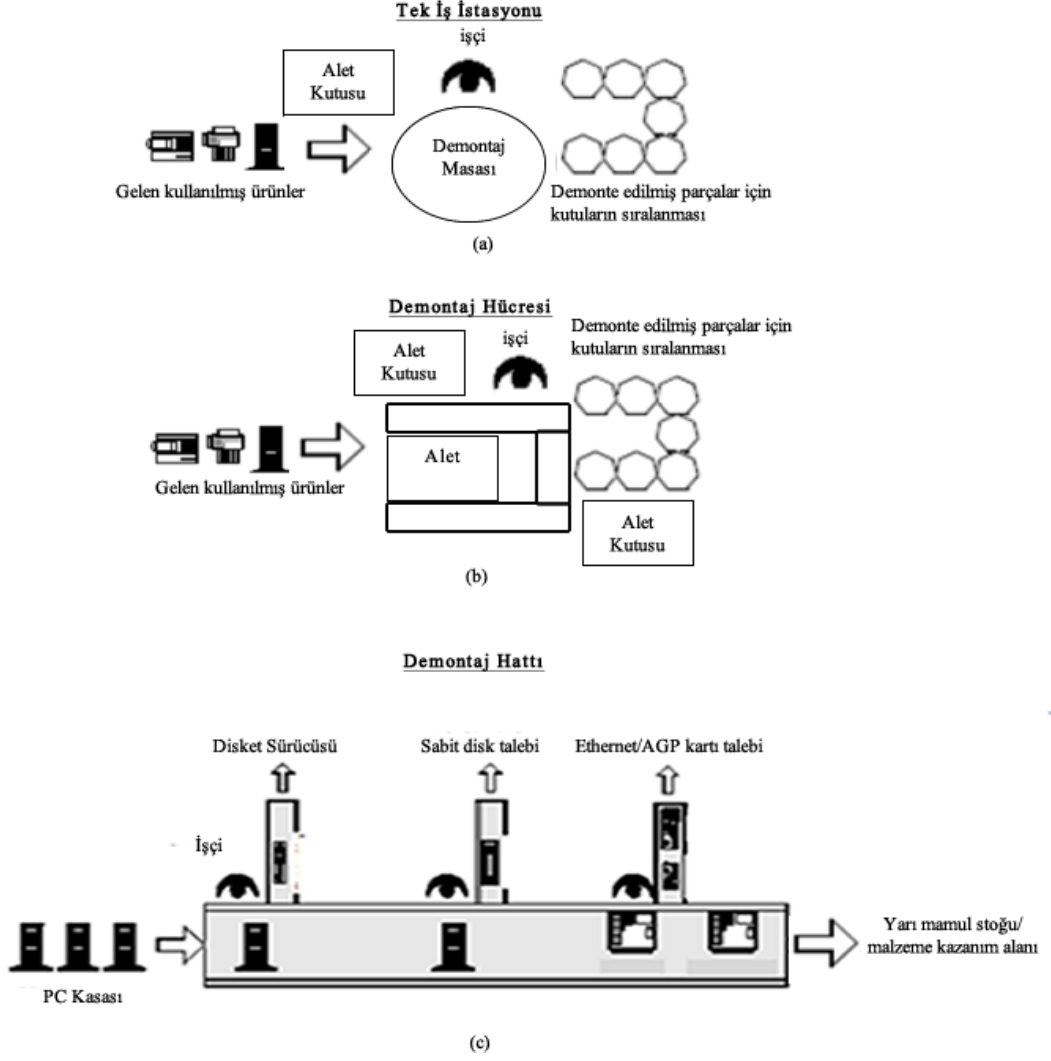 Tek İş İstasyonu
işçi
Alet
Kutusu
Demontaj
Masası
Gelen kullanılmış ürünler
Demonte edilmiş parçalar için
kutuların sıralanması
(a)
Demontaj Hücresi
işçi
Demonte edilmiş parçalar için
kutuların sıralanması
Alet
Kutusu
Alet
Gelen kullanılmış ürünler
Alet
Kutusu
(b)
Demontaj Hattı
Disket Sürücüsü
Sabit disk talebi
Ethernet/AGP kartı talebi
İşçi
Yarı mamul stoğu/
malzeme kazanım alanı
PC Kasası
(c)